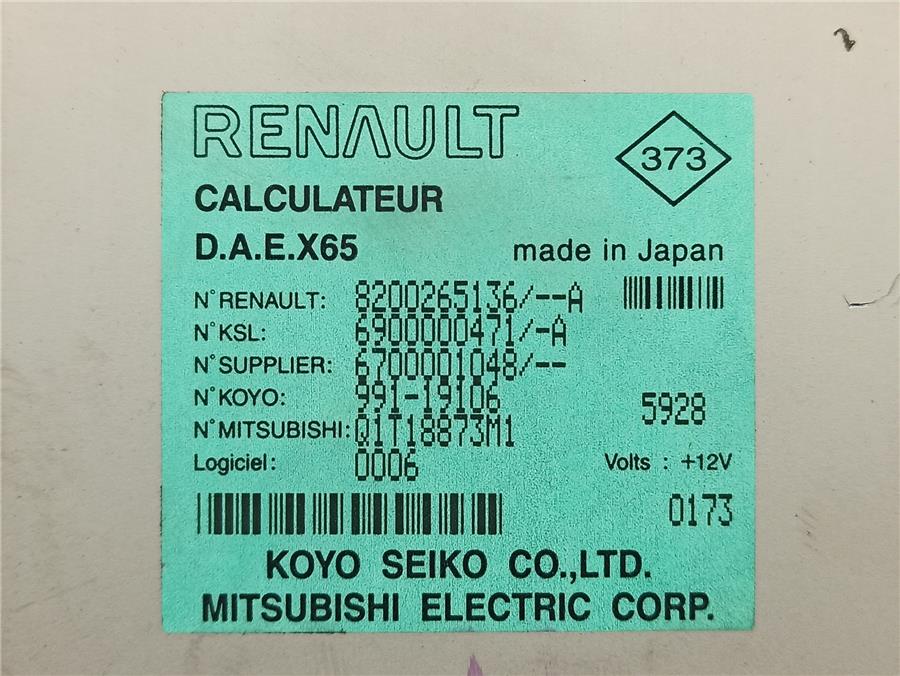 RENAULT
373
CALCULATEUR
D.A.E.X65 made in Japan
N°RENAULT: 8200265136/--A
N°KSL: 6900000471/-A
N°SUPPLIER: 6700001048/--
N°KOYO: 991-19106
5928
N°MITSUBISHI: Q1T18873M1
Logiciel: 0006 Volts : +12V
0173
KOYO SEIKO CO.,LTD.
MITSUBISHI ELECTRIC CORP.